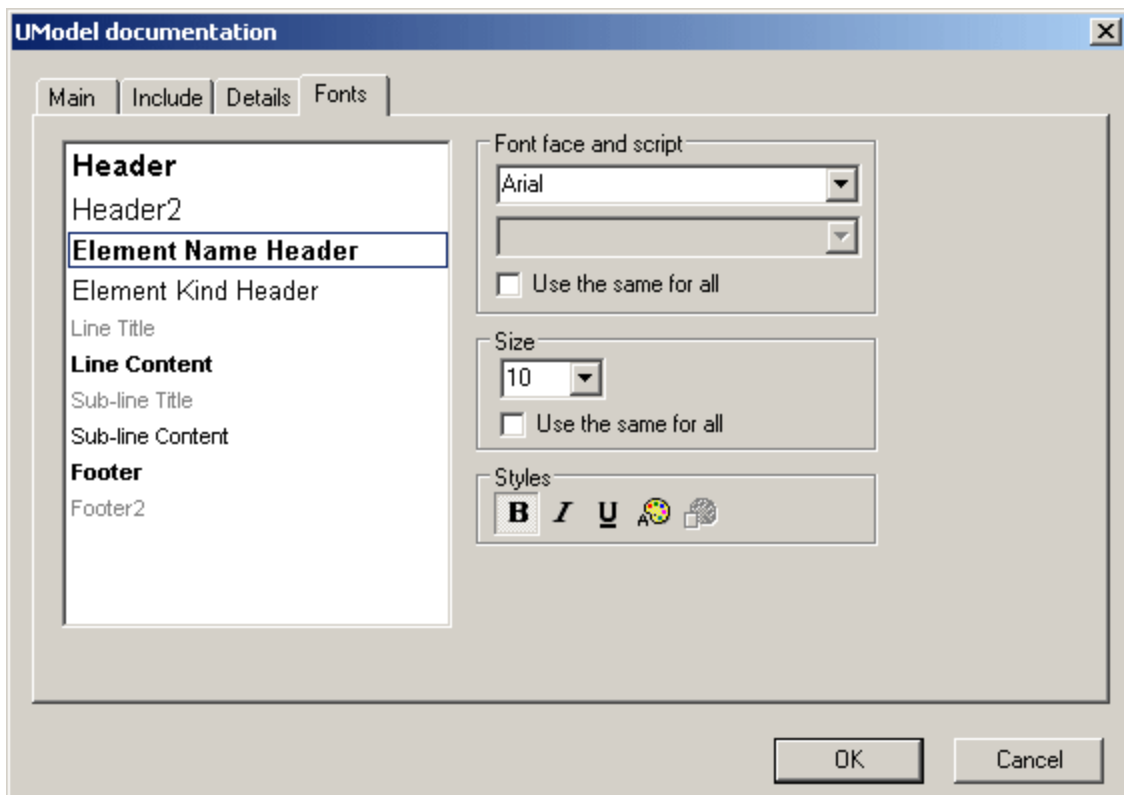 UModel documentation
Main
Include
Details
Fonts
Header
Header2
Element Name Header
Element Kind Header
Line Title
Line Content
Sub-line Title
Sub-line Content
Footer
Footer2
Font face and script
Arial
Use the same for all
Size
10
Use the same for all
Styles
B I U A
OK
Cancel